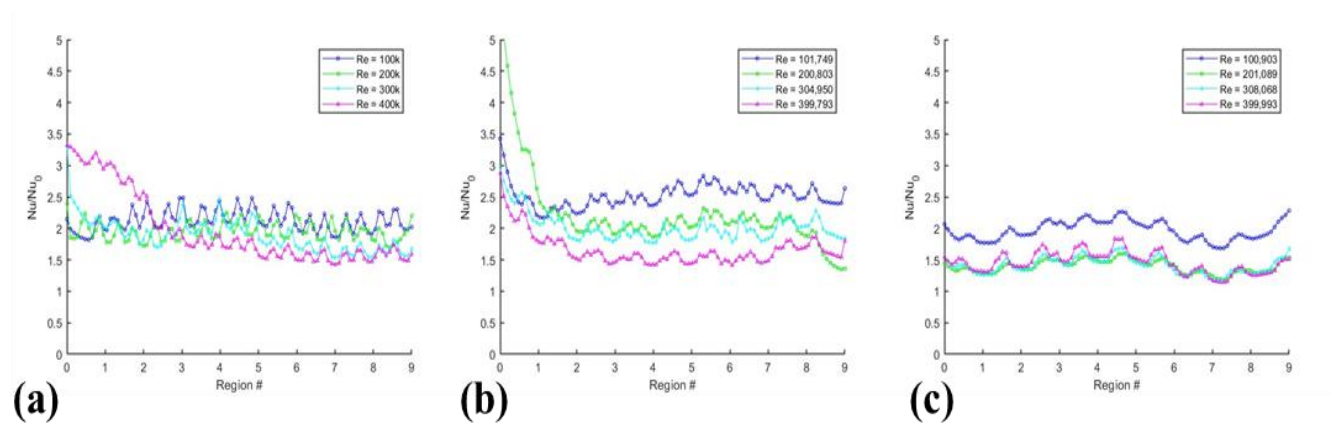 5
4.5
4
3.5
3
2.5
2
1.5
1
0.5
0
Nu/Nu0
0 1 2 3 4 5 6 7 8 9
Region #
Re = 100k
Re = 200k
Re = 300k
Re = 400k
(a)
5
4.5
4
3.5
3
2.5
2
1.5
1
0.5
0
Nu/Nu0
0 1 2 3 4 5 6 7 8 9
Region #
Re = 101,749
Re = 200,803
Re = 304,950
Re = 399,793
(b)
5
4.5
4
3.5
3
2.5
2
1.5
1
0.5
0
Nu/Nu0
0 1 2 3 4 5 6 7 8 9
Region #
Re = 100,903
Re = 201,089
Re = 308,068
Re = 399,993
(c)